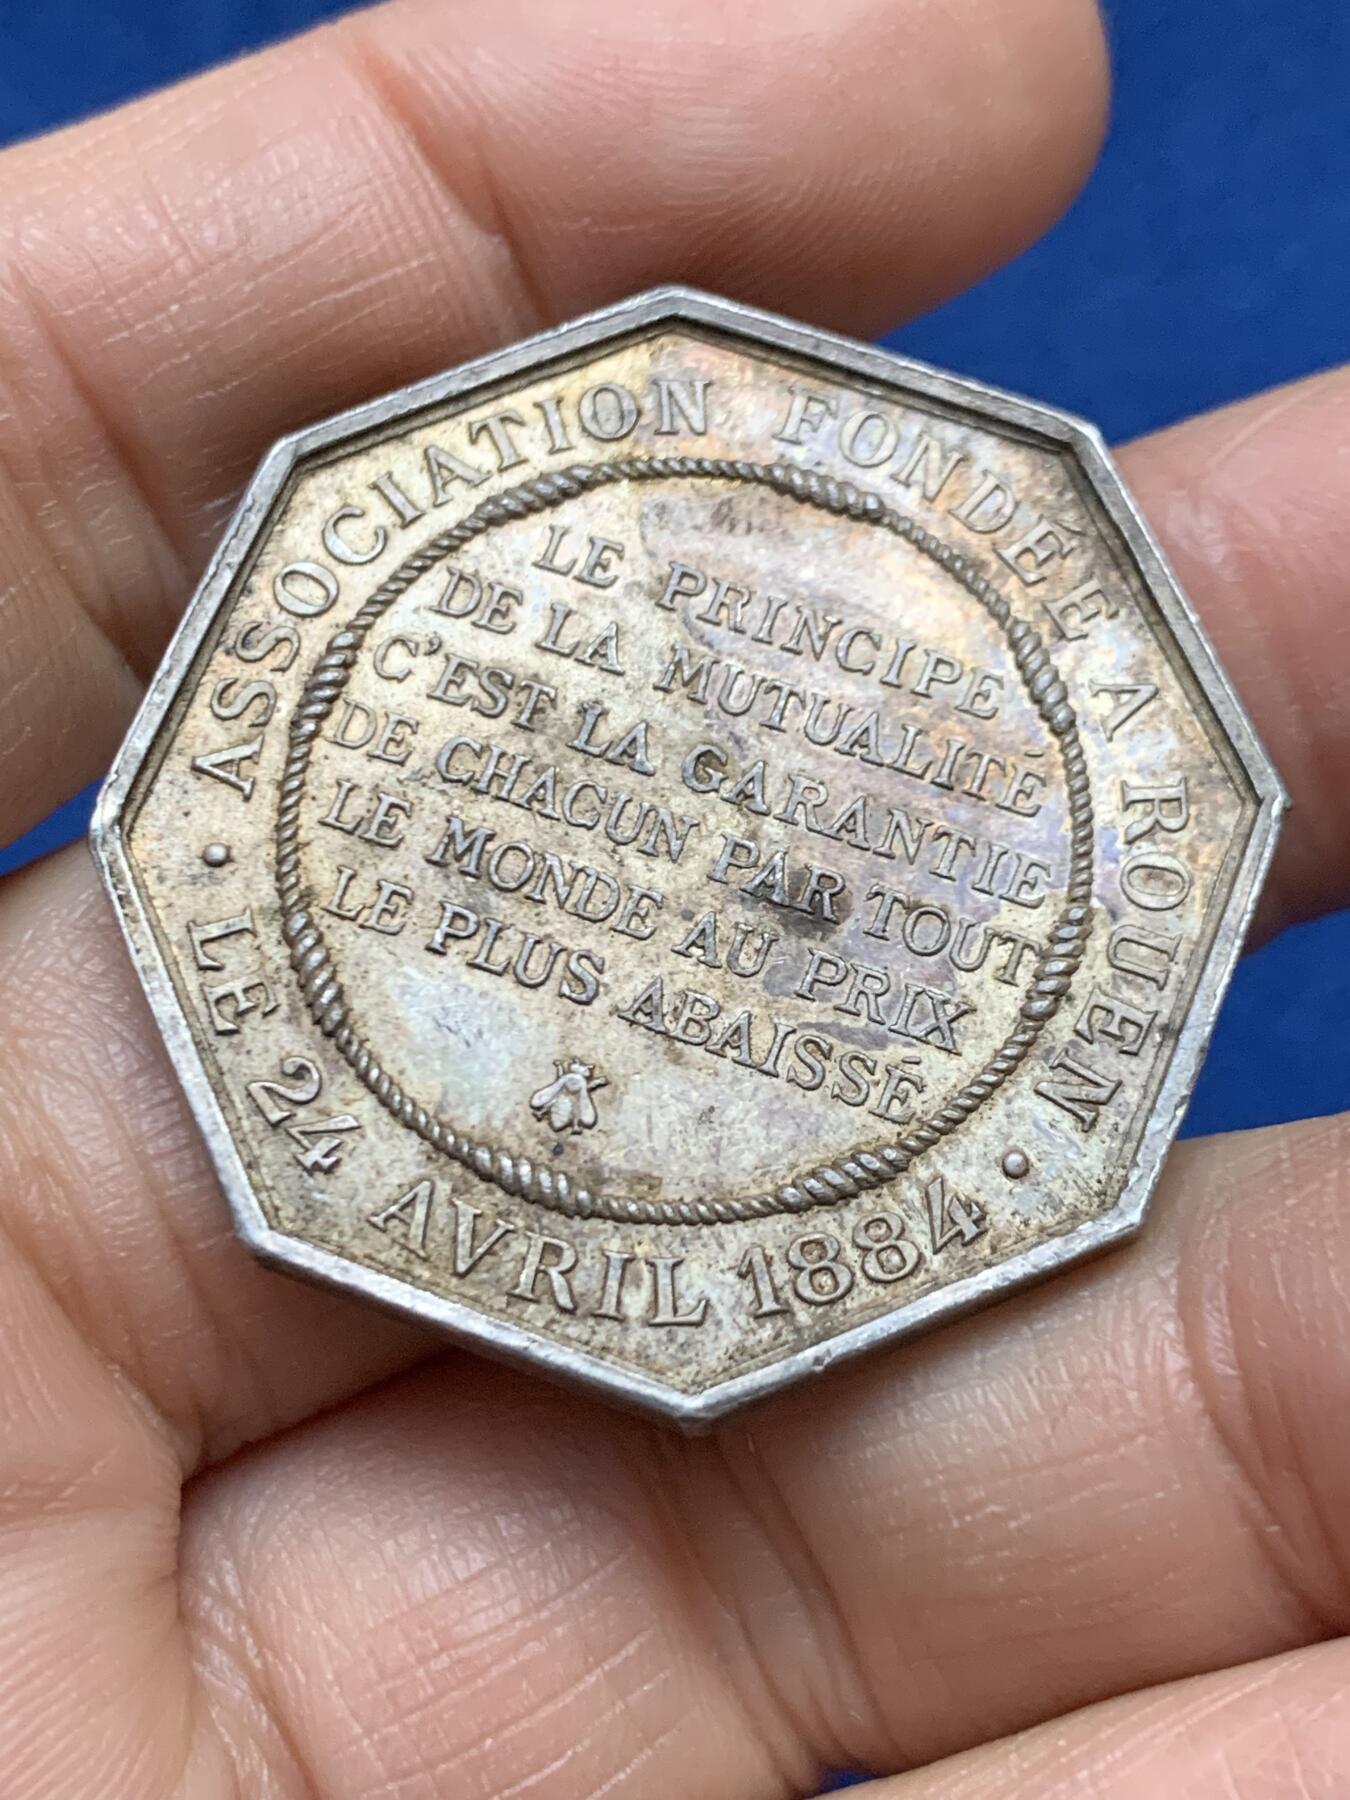 ASSOCIATION FONDÉE A ROUEN
LE 24 AVRIL 1884
LE PRINCIPE
DE LA MUTUALITÉ
C'EST LA GARANTIE
DE CHACUN PAR TOUT
LE MONDE AU PRIX
LE PLUS ABAISSÉ